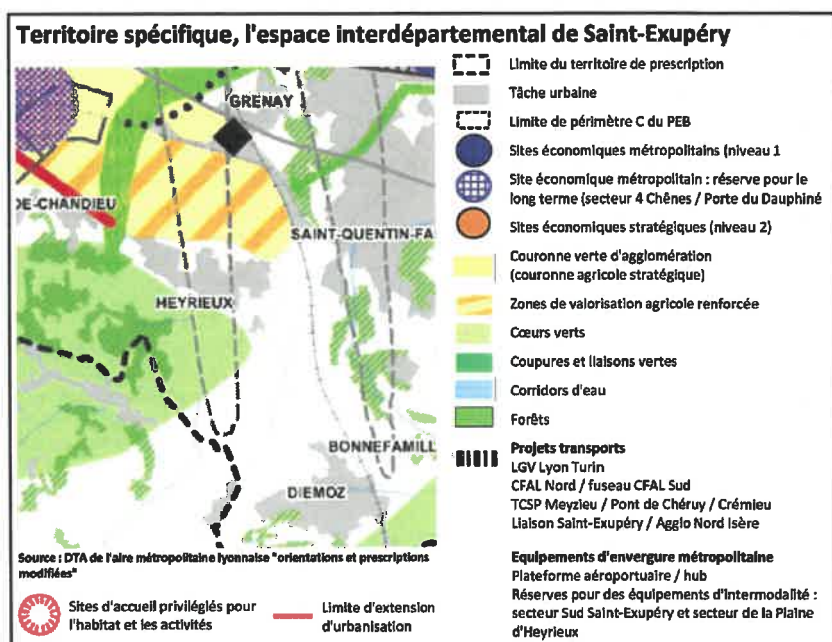 Territoire spécifique, l'espace interdépartemental de Saint-Exupéry
GRENAY
DE-CHANDIEU
SAINT-QUENTIN-FA
HEYRIEUX
BONNEFAMILL
DIEMOZ
Source : DTA de l'aire métropolitaine lyonnaise "orientations et prescriptions
modifiées"
Sites d'accueil privilégiés pour
l'habitat et les activités
Limite d'extension
d'urbanisation
Limite du territoire de prescription
Tâche urbaine
Limite de périmètre C du PEB
Sites économiques métropolitains (niveau 1
Site économique métropolitain : réserve pour le
long terme (secteur 4 Chênes / Porte du Dauphiné
Sites économiques stratégiques (niveau 2)
Couronne verte d'agglomération
(couronne agricole stratégique)
Zones de valorisation agricole renforcée
Cœurs verts
Coupures et liaisons vertes
Corridors d'eau
Forêts
Projets transports
LGV Lyon Turin
CFAL Nord / fuseau CFAL Sud
TCSP Meyzieu / Pont de Chéruy / Crémieu
Liaison Saint-Exupéry / Agglo Nord Isère
Equipements d'envergure métropolitaine
Plateforme aéroportuaire / hub
Réserves pour des équipements d'intermodalité :
secteur Sud Saint-Exupéry et secteur de la Plaine
d'Heyrieux